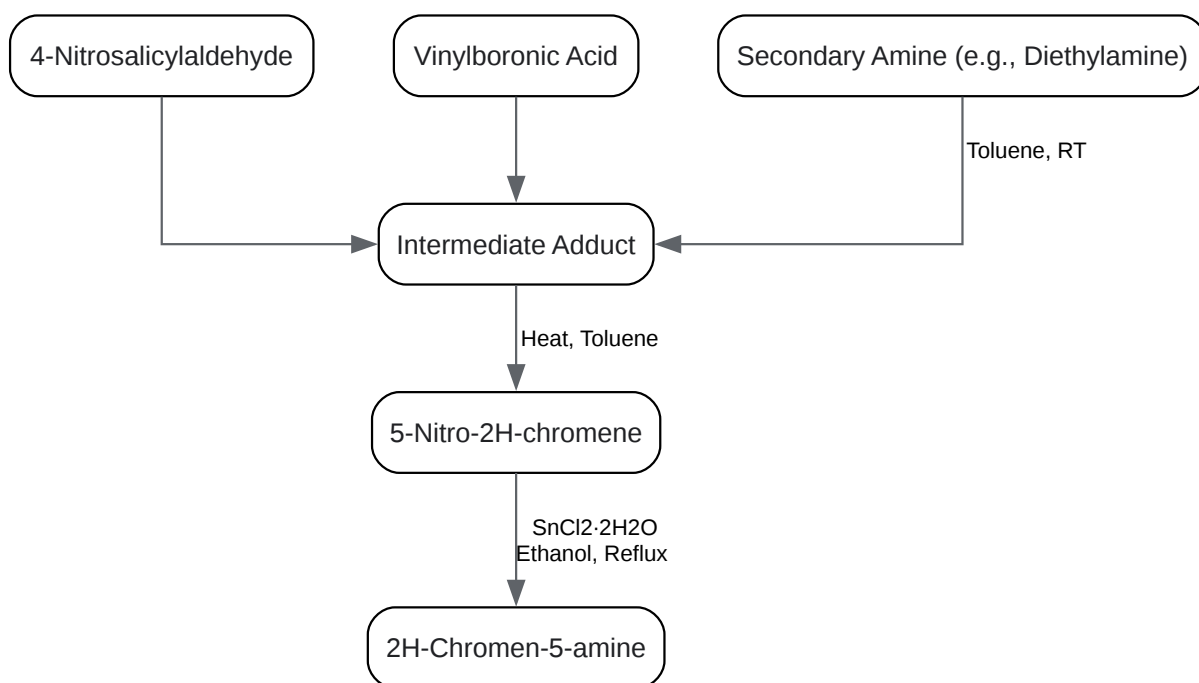 4-Nitrosalicylaldehyde
Vinylboronic Acid
Secondary Amine (e.g., Diethylamine)
Toluene, RT
Intermediate Adduct
Heat, Toluene
5-Nitro-2H-chromene
SnCl2·2H2O
Ethanol, Reflux
2H-Chromen-5-amine